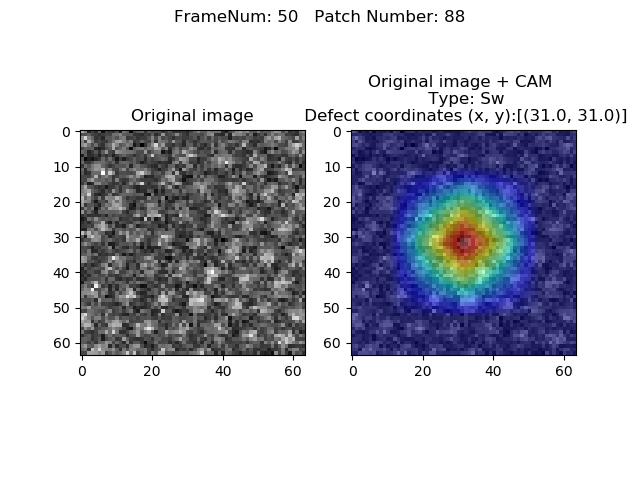 FrameNum: 50   Patch Number: 88
Original image
Original image + CAM
Type: Sw
Defect coordinates (x, y):[(31.0, 31.0)]
0
10
20
30
40
50
60
0 20 40 60
0
10
20
30
40
50
60
0 20 40 60